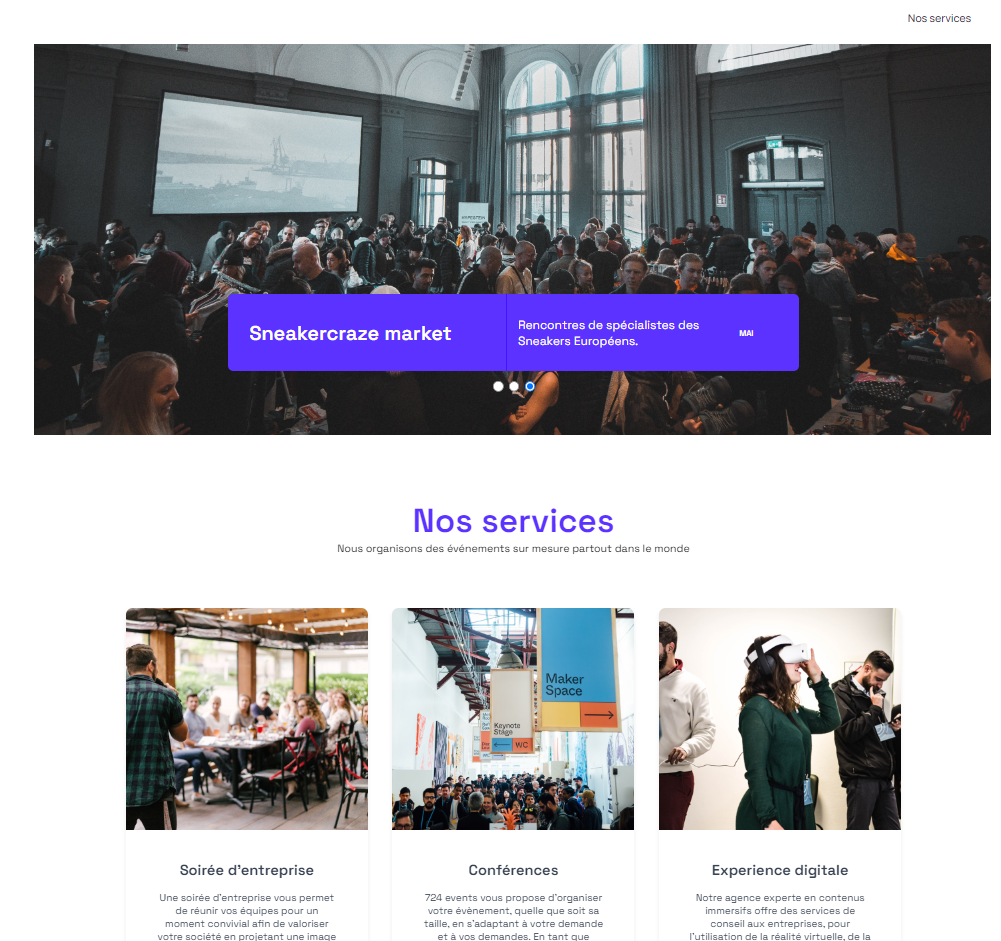 Nos services
Sneakercraze market
Rencontres de spécialistes des
Sneakers Européens.
MAI
Nos services
Nous organisons des événements sur mesure partout dans le monde
Maker
Space
Keynote
Stage
WC
Soirée d'entreprise
Une soirée d'entreprise vous permet
de réunir vos équipes pour un
moment convivial afin de valoriser
votre société en projetant une image
Conférences
724 events vous propose d'organiser
votre évènement, quelle que soit sa
taille, en s'adaptant à votre demande
et à vos demandes. En tant que
Experience digitale
Notre agence experte en contenus
immersifs offre des services de
conseil aux entreprises, pour
l'utilisation de la réalité virtuelle, de la